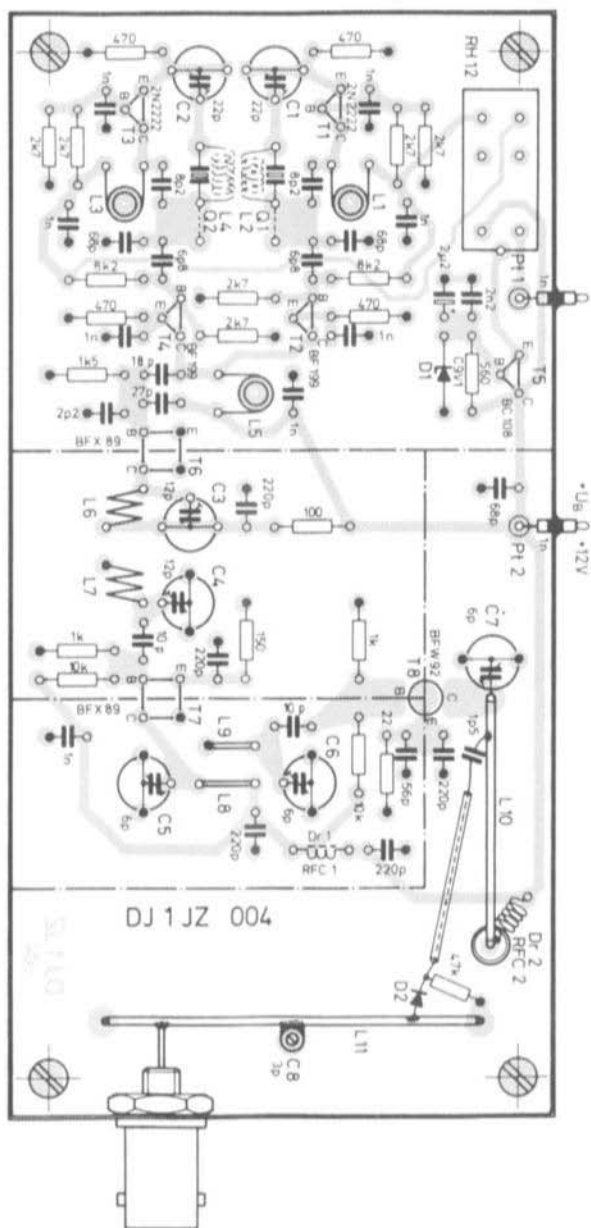 470
470
RH 12
1n
B
E
2N2222
C
T3
C2
22p
C1
22p
2N2222
E
B
C
T1
1n
2k7
2k7
2k7
2k7
L3
8p2
Q2
L4
L2
Q1
8p2
L1
1n
68p
6p8
6p8
68p
1n
8k2
2k7
8k2
2µ2
2n2
Pt 1
1n
470
E
B
C
T4
2k7
E
B
C
T2
470
1n
BF 199
BF 199
1n
1k5
18p
27p
L5
1n
D1
C9V1
560
E
B
C
T5
BC 108
2p2
BFX 89
B
E
C
T6
L6
12p
C3
220p
100
68p
Pt 2
1n
+UB
+12V
L7
12p
C4
1k
10k
10p
220p
150
1k
BFW 92
T8
B
C
E
6p
C7
BFX 89
B
E
C
T7
L9
10p
22
1p5
1n
6p
C5
L8
6p
C6
10k
56p
220p
L10
220p
Dr 1
RFC 1
220p
DJ 1 JZ 004
Dr 2
RFC 2
47k
D2
L11
C8
3p